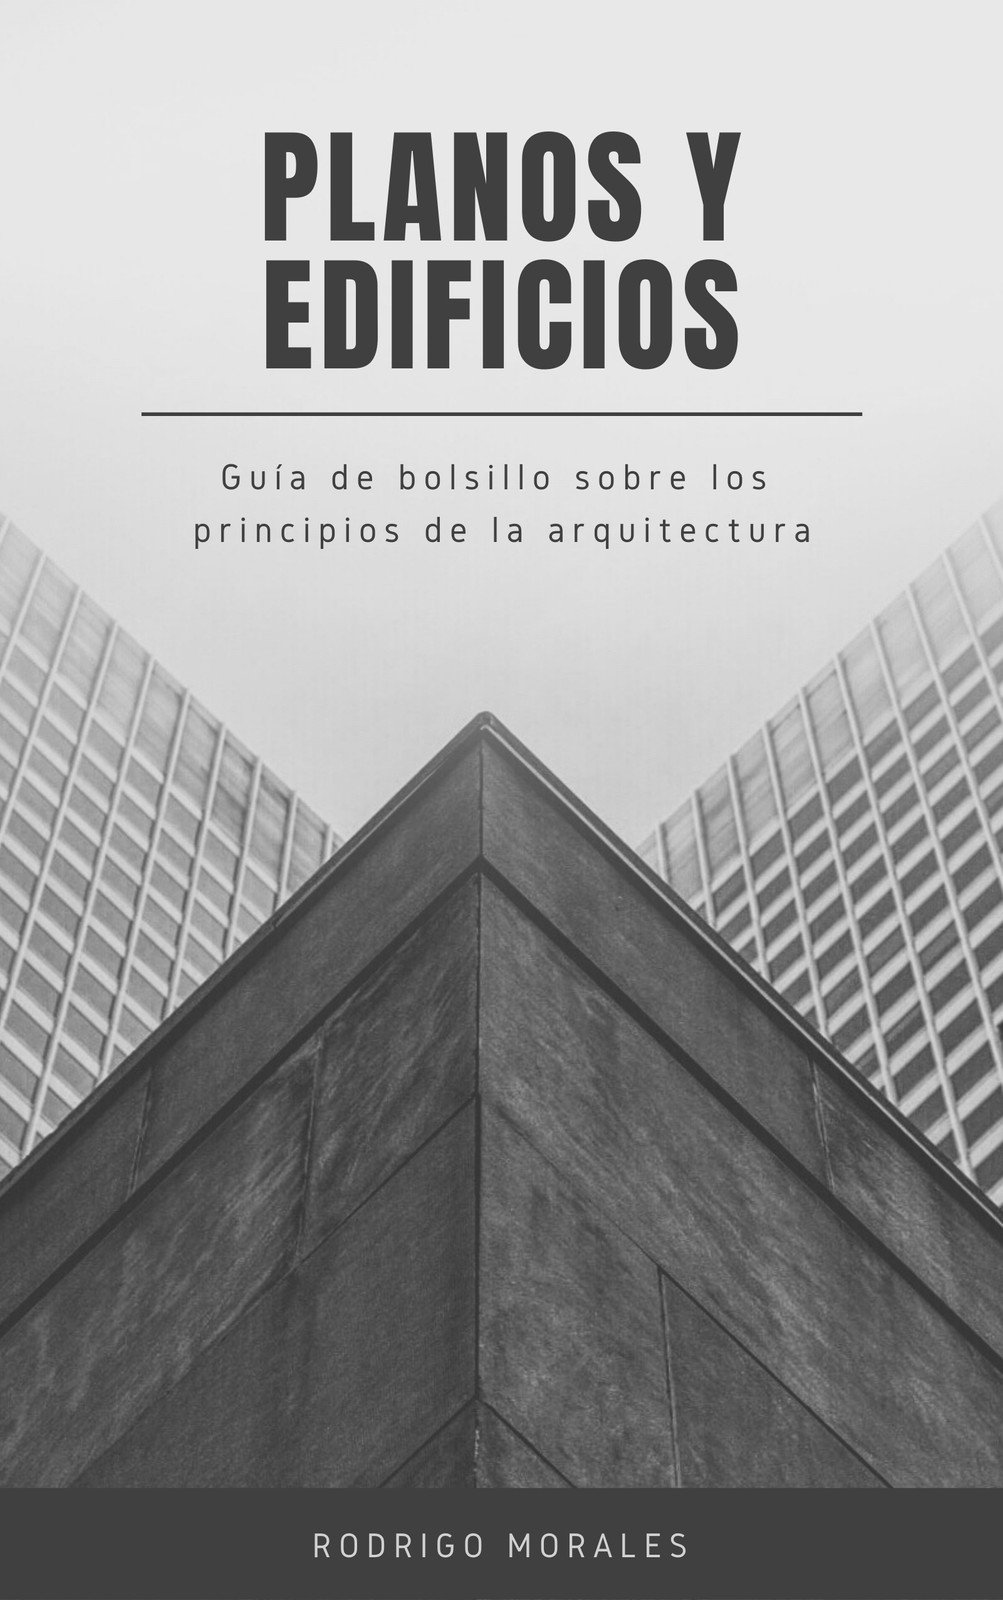 PLANOS Y
EDIFICIOS
Guía de bolsillo sobre los
principios de la arquitectura
RODRIGO MORALES